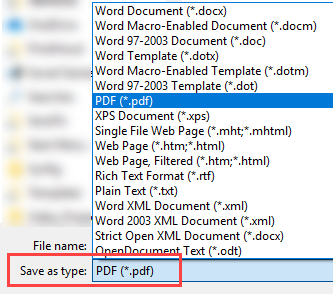 Word Document (*.docx)
Word Macro-Enabled Document (*.docm)
Word 97-2003 Document (*.doc)
Word Template (*.dotx)
Word Macro-Enabled Template (*.dotm)
Word 97-2003 Template (*.dot)
PDF (*.pdf)
XPS Document (*.xps)
Single File Web Page (*.mht;*.mhtml)
Web Page (*.htm;*.html)
Web Page, Filtered (*.htm;*.html)
Rich Text Format (*.rtf)
Plain Text (*.txt)
Word XML Document (*.xml)
Word 2003 XML Document (*.xml)
Strict Open XML Document (*.docx)
OpenDocument Text (*.odt)
File name:
Save as type: PDF (*.pdf)